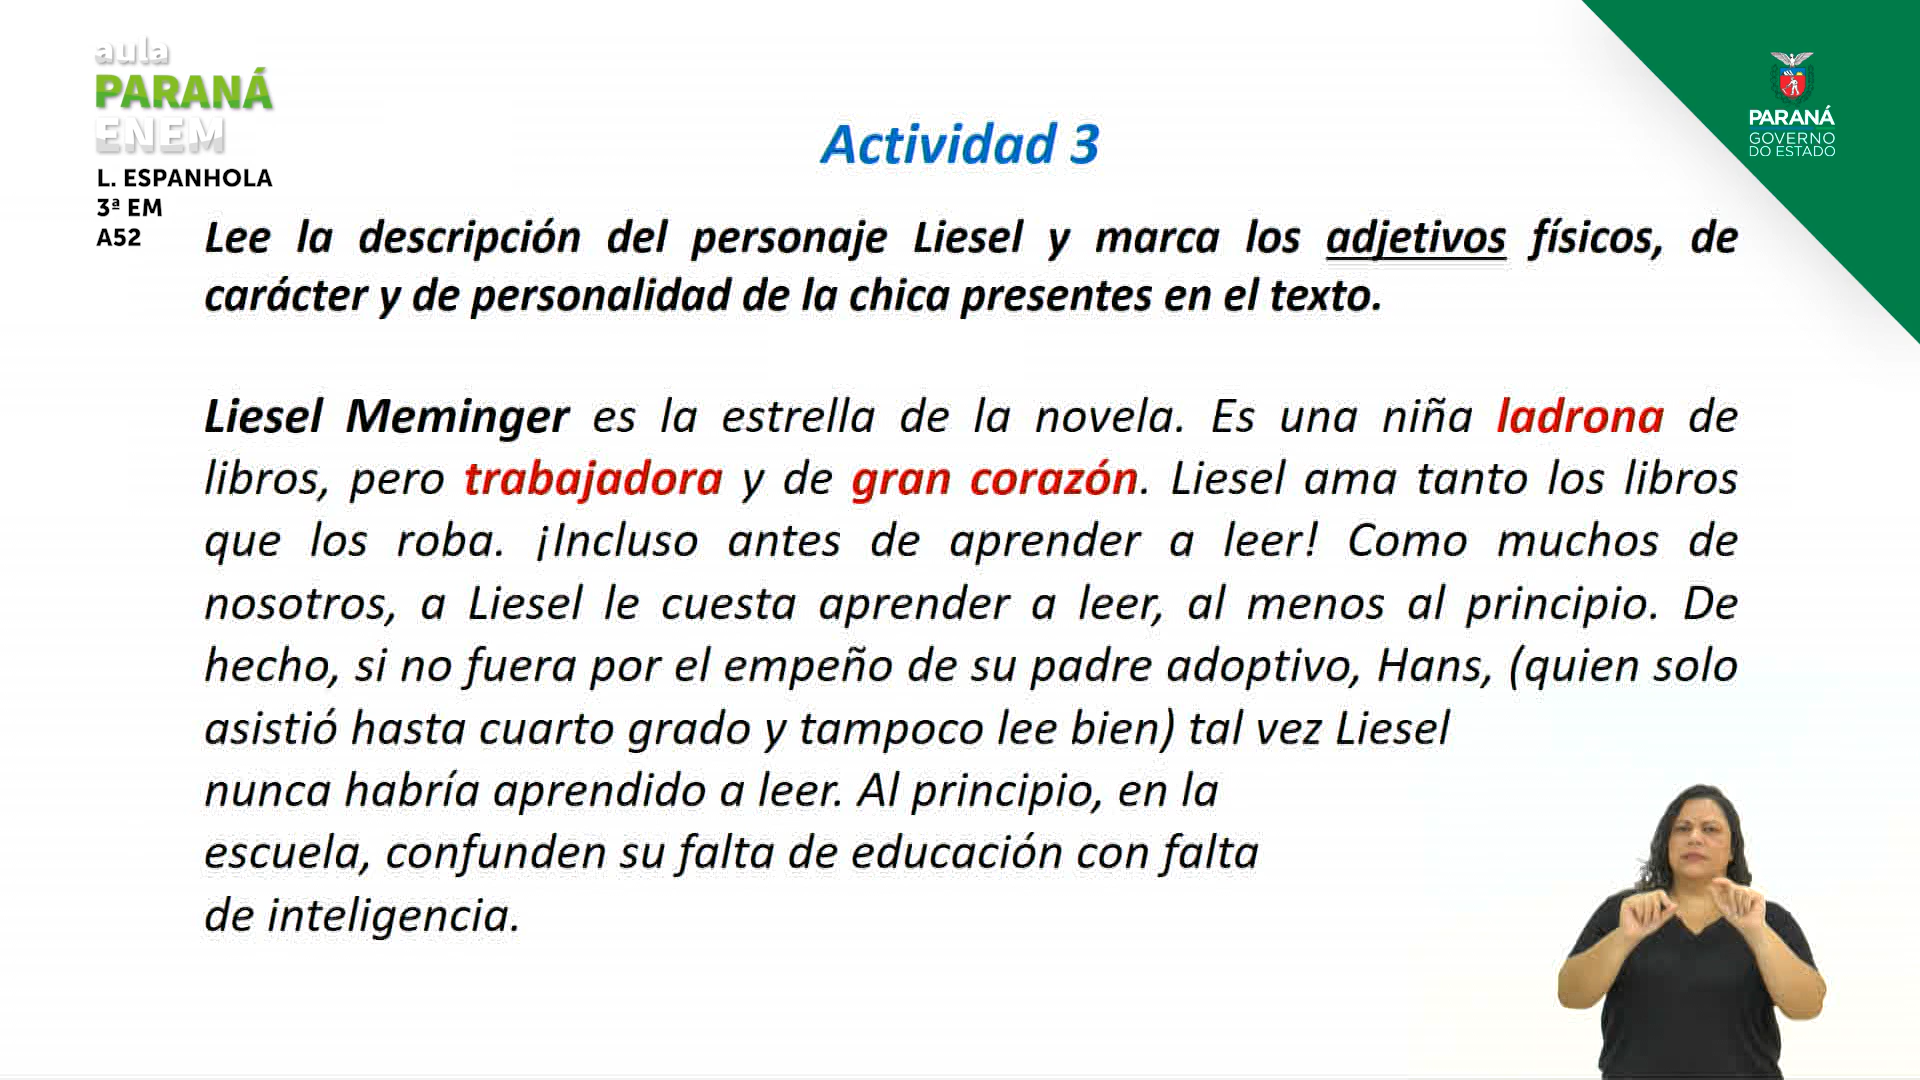 aula
PARANÁ
ENEM
L. ESPANHOLA
3ª EM
A52
PARANÁ
GOVERNO
DO ESTADO
Actividad 3
Lee la descripción del personaje Liesel y marca los adjetivos físicos, de
carácter y de personalidad de la chica presentes en el texto.
Liesel Meminger es la estrella de la novela. Es una niña ladrona de
libros, pero trabajadora y de gran corazón. Liesel ama tanto los libros
que los roba. ¡Incluso antes de aprender a leer! Como muchos de
nosotros, a Liesel le cuesta aprender a leer, al menos al principio. De
hecho, si no fuera por el empeño de su padre adoptivo, Hans, (quien solo
asistió hasta cuarto grado y tampoco lee bien) tal vez Liesel
nunca habría aprendido a leer. Al principio, en la
escuela, confunden su falta de educación con falta
de inteligencia.